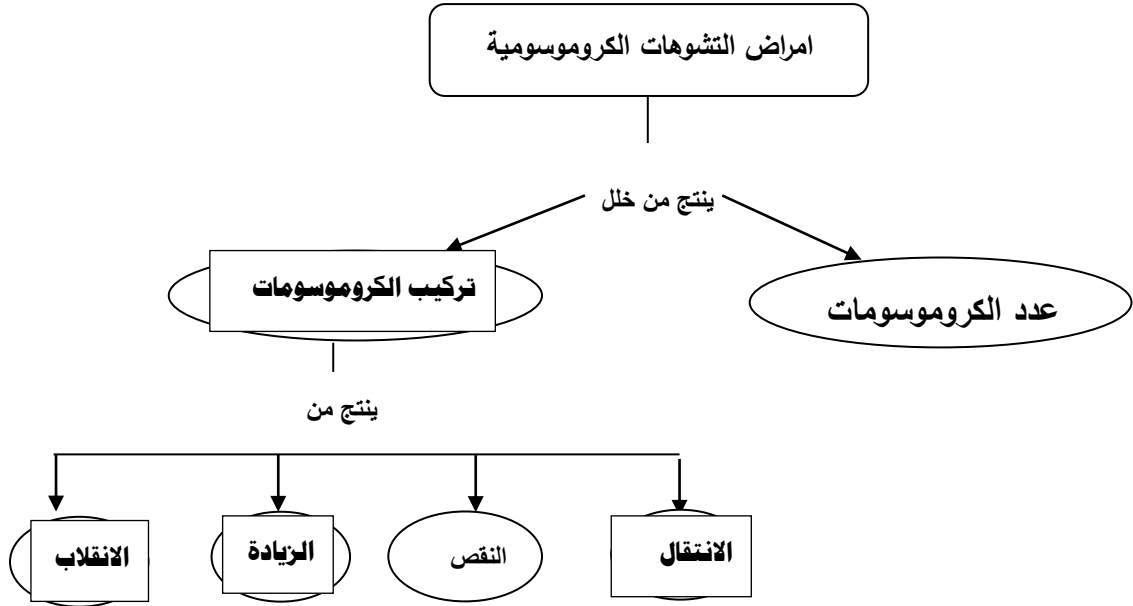 امراض التشوهات الكروموسومية
ينتج من خلل
عدد الكروموسومات
تركيب الكروموسومات
ينتج من
الانتقال
النقص
الزيادة
الانقلاب